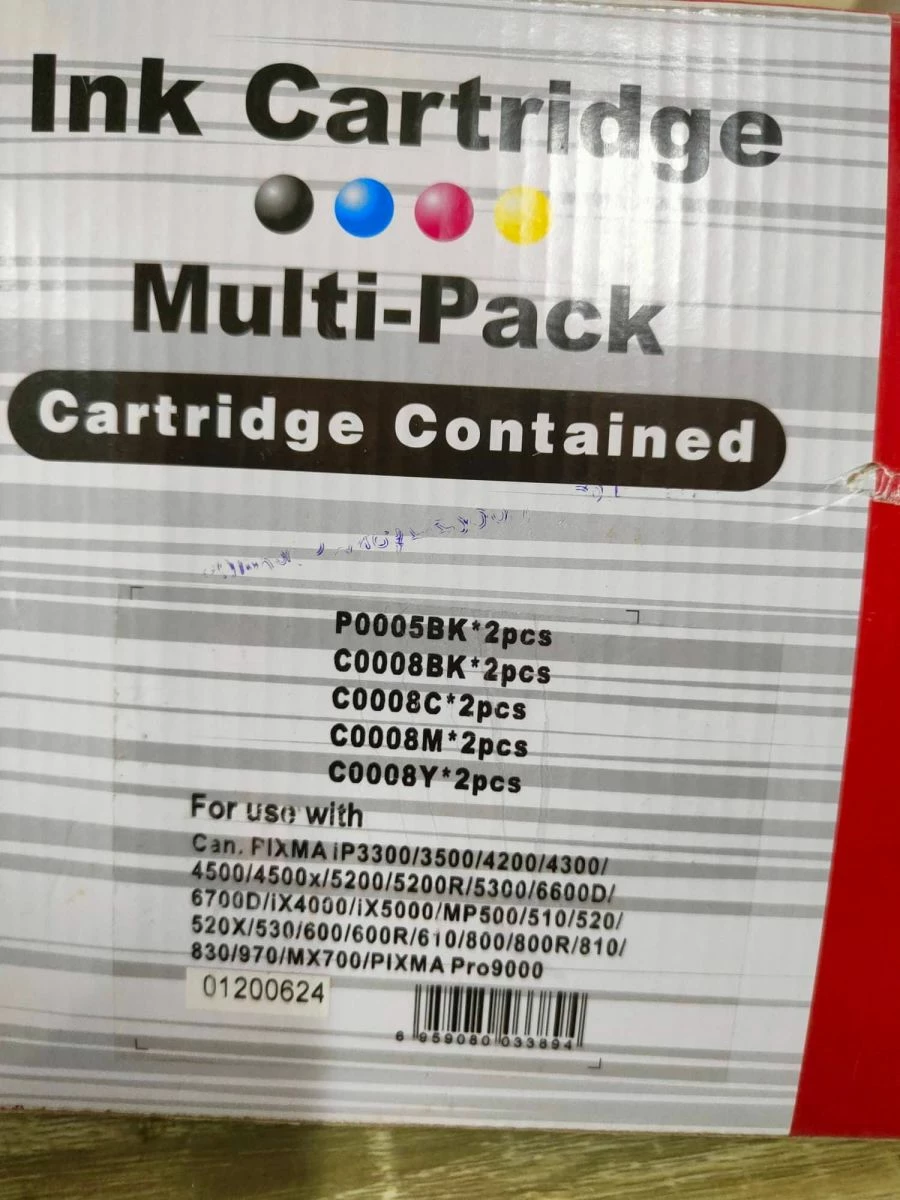 Ink Cartridge
Multi-Pack
Cartridge Contained
P0005BK*2pcs
C0008BK*2pcs
C0008C*2pcs
C0008M*2pcs
C0008Y*2pcs
For use with
Can. PIXMA iP3300/3500/4200/4300/
4500/4500x/5200/5200R/5300/6600D/
6700D/iX4000/iX5000/MP500/510/520/
520X/530/600/600R/610/800/800R/810/
830/970/MX700/PIXMA Pro9000
01200624
6 959080 033894